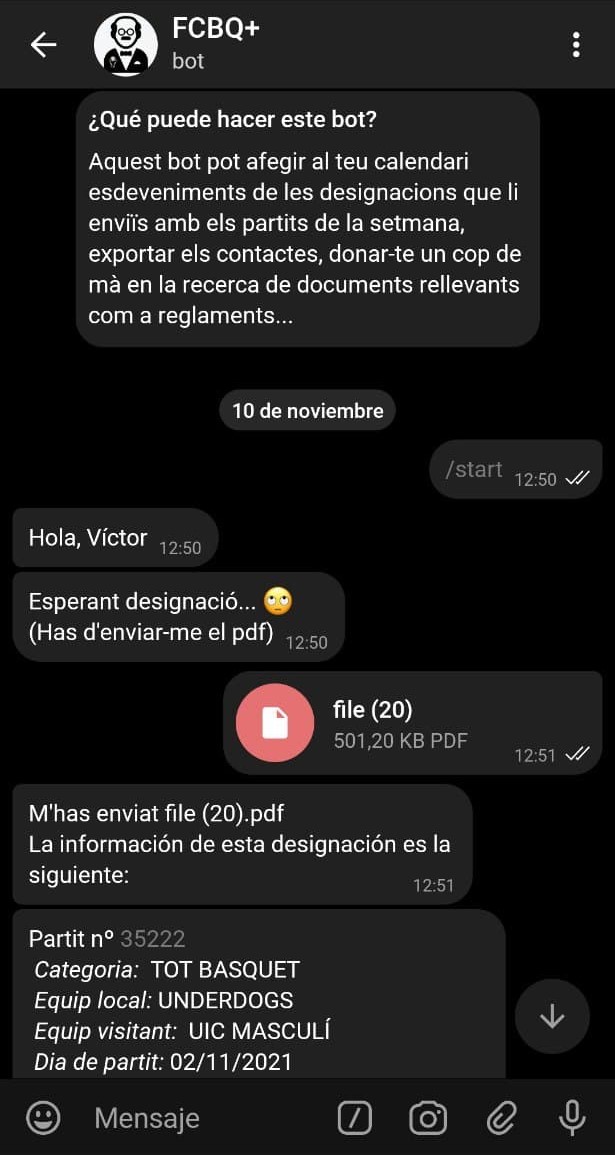 FCBQ+
bot
¿Qué puede hacer este bot?
Aquest bot pot afegir al teu calendari
esdeveniments de les designacions que li
enviïs amb els partits de la setmana,
exportar els contactes, donar-te un cop de
mà en la recerca de documents rellevants
com a reglaments...
10 de noviembre
/start 12:50
Hola, Víctor 12:50
Esperant designació... 🙄
(Has d'enviar-me el pdf) 12:50
file (20)
501,20 KB PDF 12:51
M'has enviat file (20).pdf
La información de esta designación es la
siguiente: 12:51
Partit nº 35222
Categoria: TOT BASQUET
Equip local: UNDERDOGS
Equip visitant: UIC MASCULÍ
Dia de partit: 02/11/2021
Mensaje